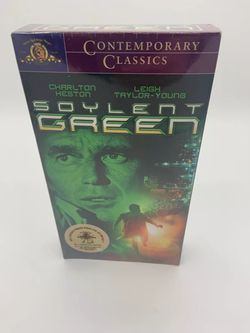 CONTEMPORARY
CLASSICS
CHARLTON
HESTON
LEIGH
TAYLOR-YOUNG
SOYLENT
GREEN